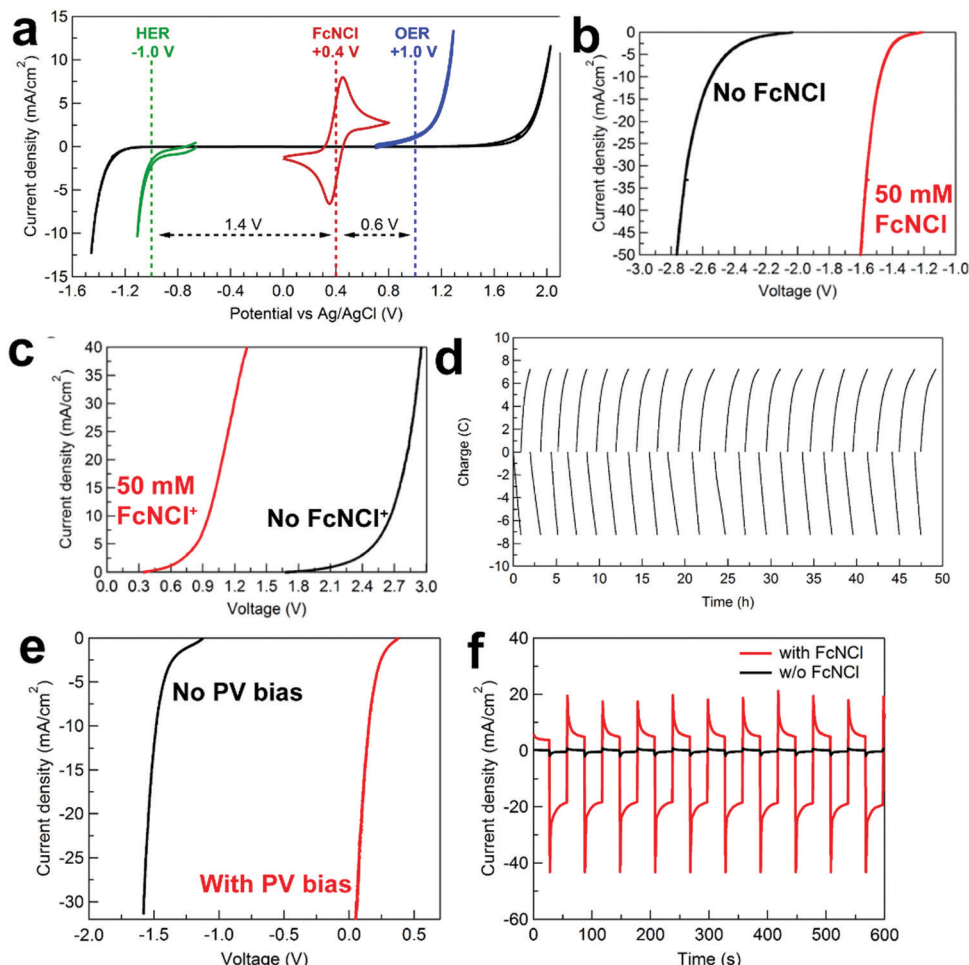 a
HER
-1.0 V
FcNCl
+0.4 V
OER
+1.0 V
1.4 V
0.6 V
15
10
5
0
-5
-10
-15
Current density (mA/cm²)
-1.6 -1.2 -0.8 -0.4 0.0 0.4 0.8 1.2 1.6 2.0
Potential vs Ag/AgCl (V)
b
No FcNCl
50 mM
FcNCl
0
-5
-10
-15
-20
-25
-30
-35
-40
-45
-50
Current density (mA/cm²)
-3.0 -2.8 -2.6 -2.4 -2.2 -2.0 -1.8 -1.6 -1.4 -1.2 -1.0
Voltage (V)
c
50 mM
FcNCl⁺
No FcNCl⁺
40
35
30
25
20
15
10
5
0
Current density (mA/cm²)
0.0 0.3 0.6 0.9 1.2 1.5 1.8 2.1 2.4 2.7 3.0
Voltage (V)
d
10
8
6
4
2
0
-2
-4
-6
-8
-10
Charge (C)
0 5 10 15 20 25 30 35 40 45 50
Time (h)
e
No PV bias
With PV bias
0
-5
-10
-15
-20
-25
-30
Current density (mA/cm²)
-2.0 -1.5 -1.0 -0.5 0.0 0.5
Voltage (V)
f
with FcNCl
w/o FcNCl
40
20
0
-20
-40
-60
Current density (mA/cm²)
0 100 200 300 400 500 600
Time (s)